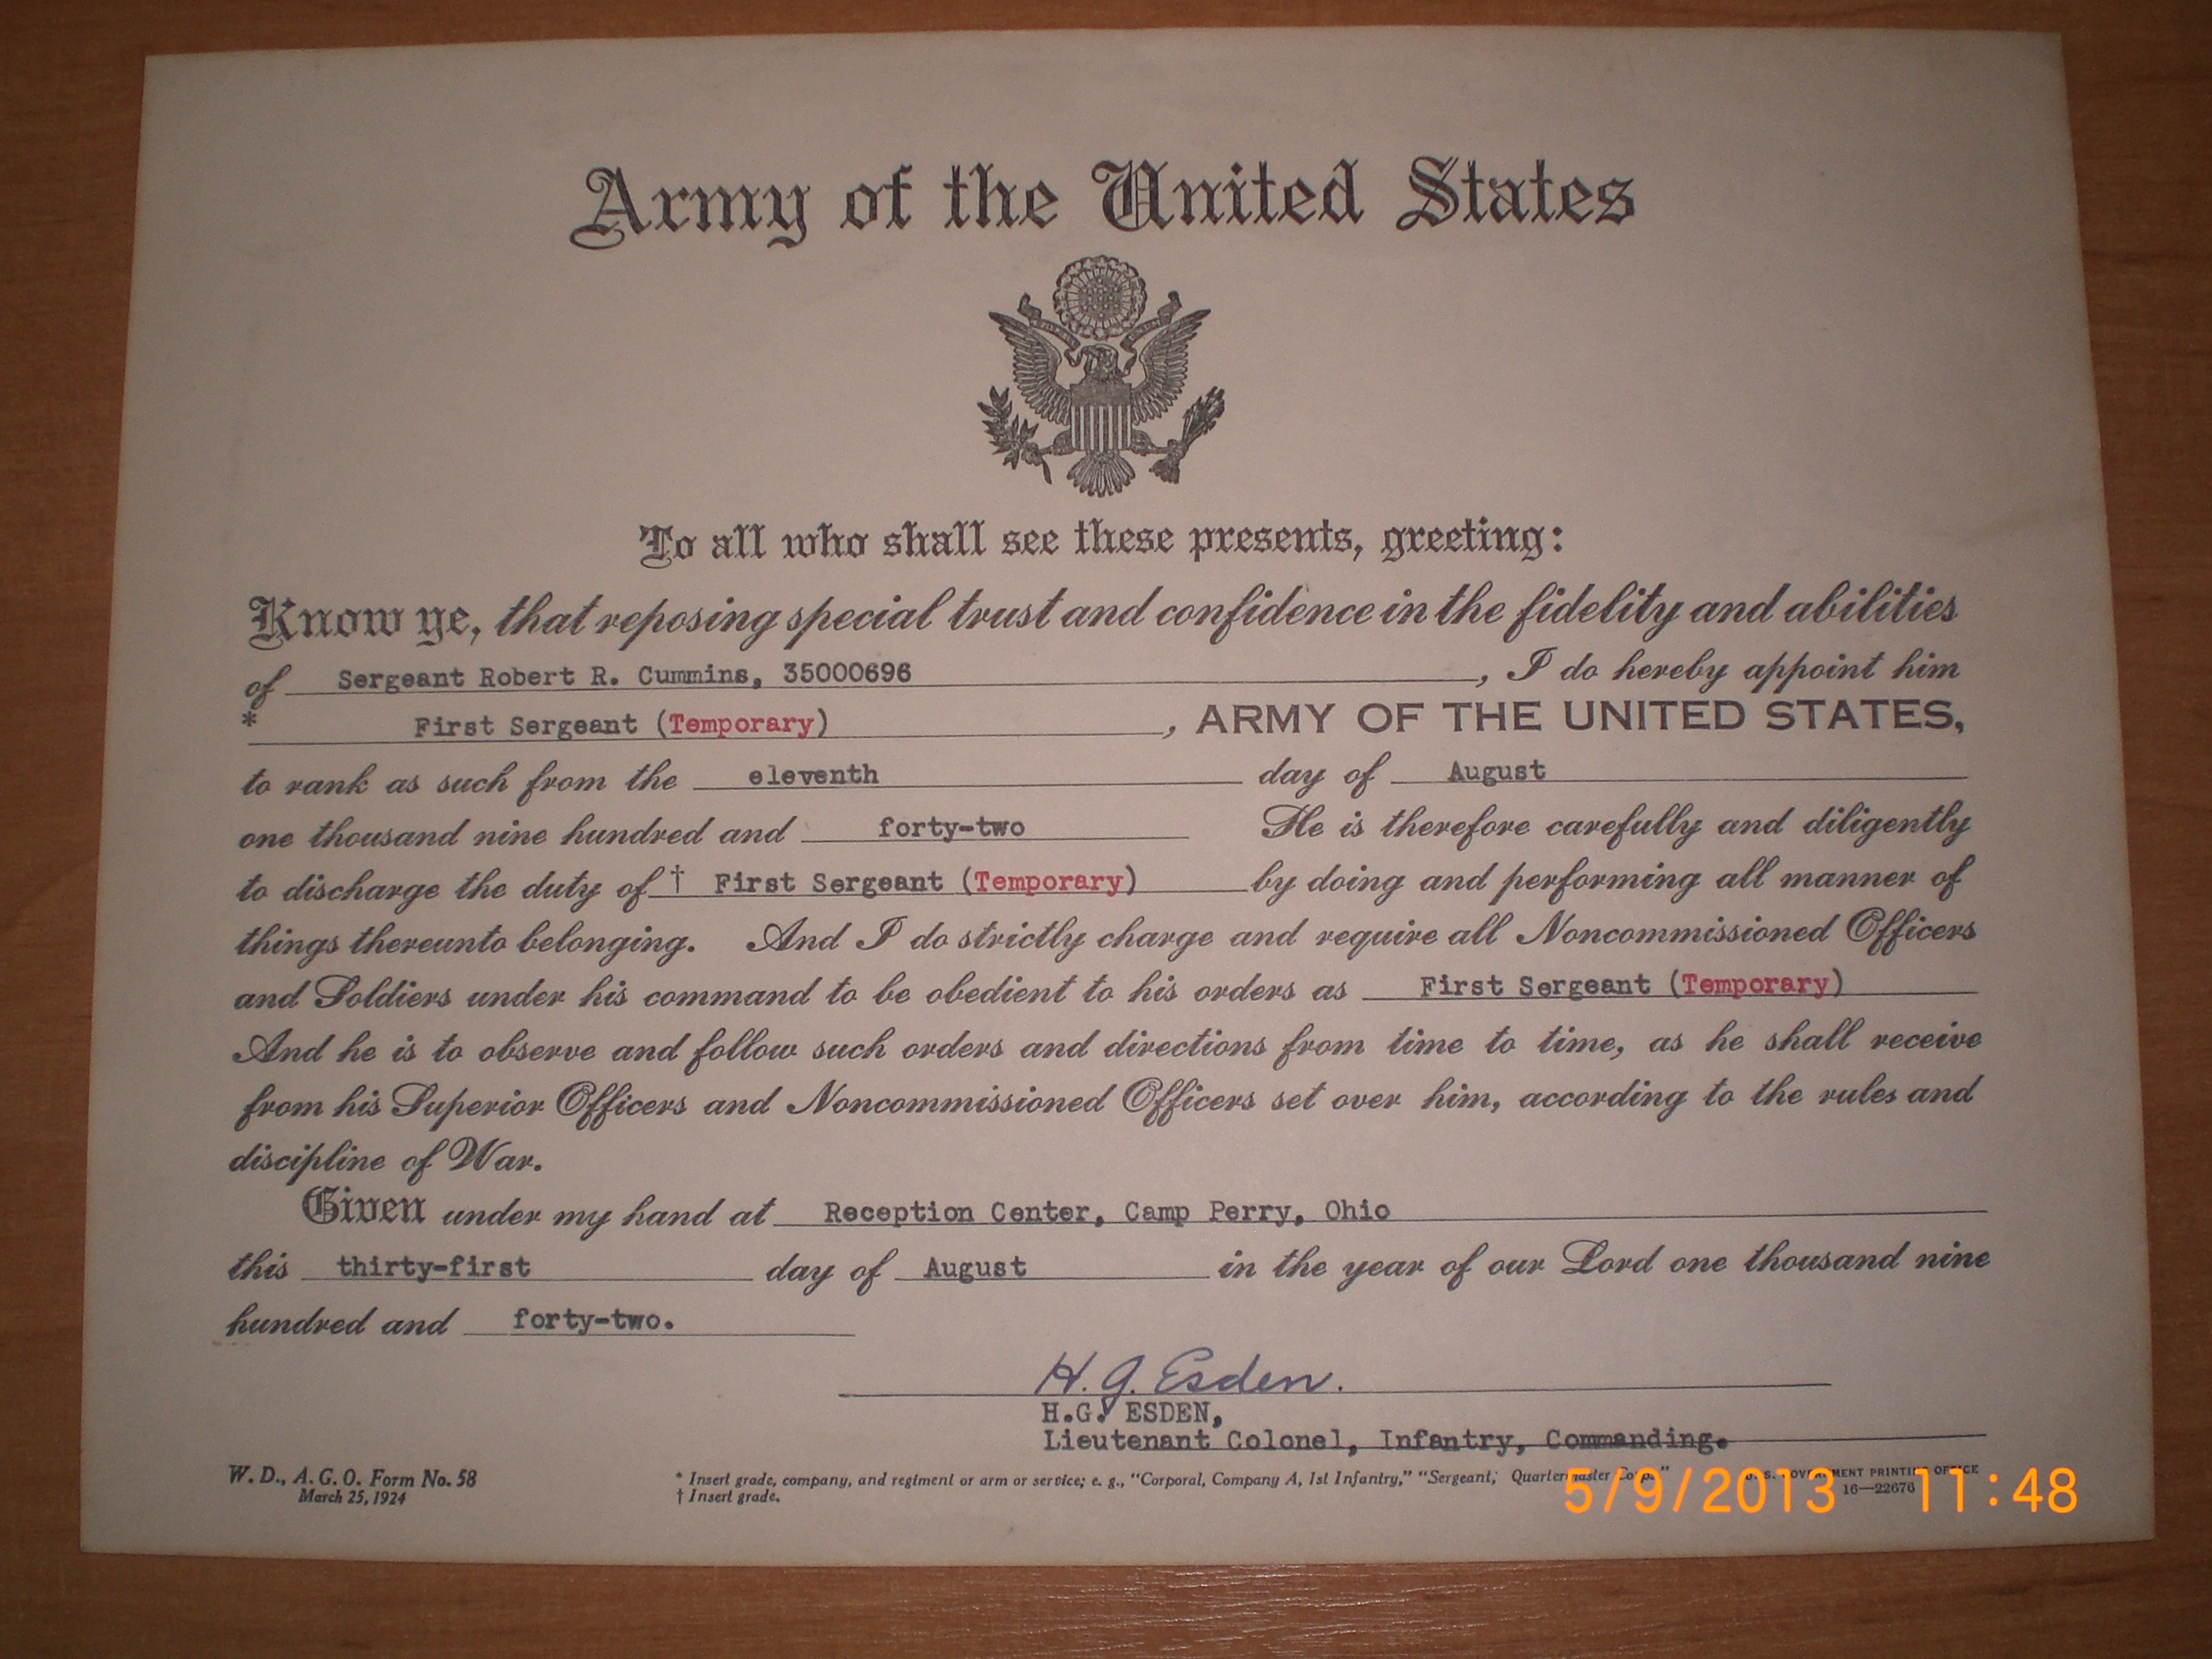 Army of the United States
To all who shall see these presents, greeting:
Know ye, that reposing special trust and confidence in the fidelity and abilities
of Sergeant Robert R. Cummins, 35000696, I do hereby appoint him
* First Sergeant (Temporary), ARMY OF THE UNITED STATES,
to rank as such from the eleventh day of August
one thousand nine hundred and forty-two He is therefore carefully and diligently
to discharge the duty of † First Sergeant (Temporary) by doing and performing all manner of
things thereunto belonging. And I do strictly charge and require all Noncommissioned Officers
and Soldiers under his command to be obedient to his orders as First Sergeant (Temporary)
And he is to observe and follow such orders and directions from time to time, as he shall receive
from his Superior Officers and Noncommissioned Officers set over him, according to the rules and
discipline of War.
Given under my hand at Reception Center, Camp Perry, Ohio
this thirty-first day of August in the year of our Lord one thousand nine
hundred and forty-two.
H. G. Esden.
H.G. ESDEN,
Lieutenant Colonel, Infantry, Commanding.
W. D., A. G. O. Form No. 58
March 25, 1924
* Insert grade, company, and regiment or arm or service; e. g., "Corporal, Company A, 1st Infantry," "Sergeant, Quartermaster Corps."
† Insert grade.
U. S. GOVERNMENT PRINTING OFFICE
16—22676
5/9/2013 11:48